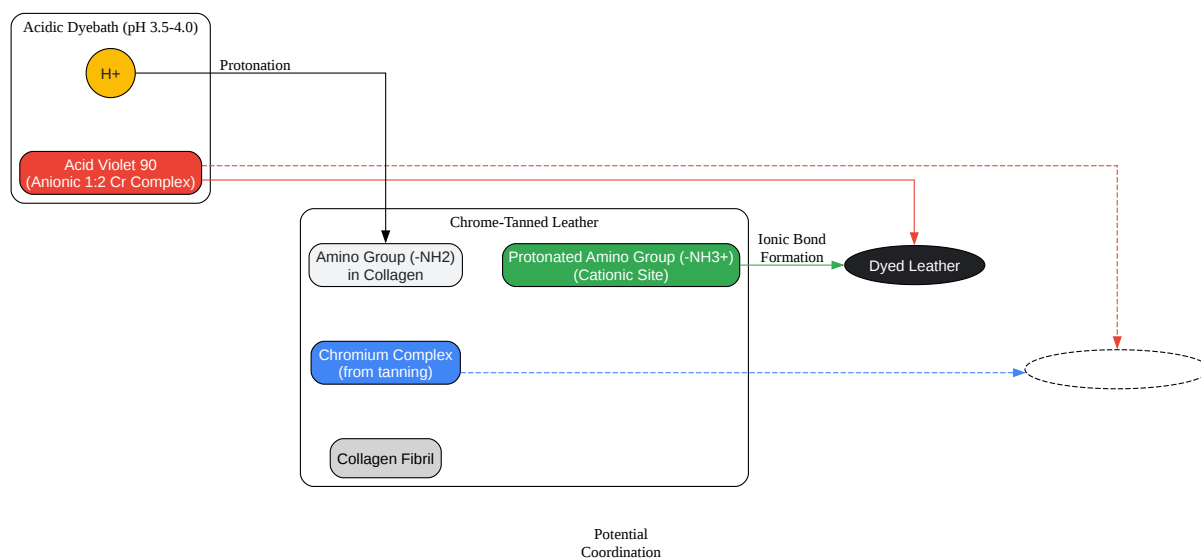 Acidic Dyebath (pH 3.5-4.0)
H+
Protonation
Acid Violet 90
(Anionic 1:2 Cr Complex)
Chrome-Tanned Leather
Amino Group (-NH2)
in Collagen
Protonated Amino Group (-NH3+)
(Cationic Site)
Ionic Bond
Formation
Dyed Leather
Chromium Complex
(from tanning)
Collagen Fibril
Potential
Coordination